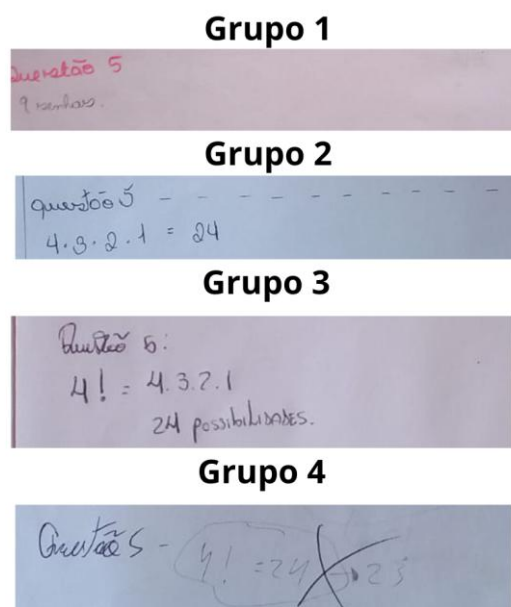 Grupo 1
Questão 5
9 senhas.
Grupo 2
questão 5 - - - - - - - - -
4.3.2.1 = 24
Grupo 3
Questão 5:
4! = 4.3.2.1
24 possibilidades.
Grupo 4
Questão 5 - 4! = 24 23